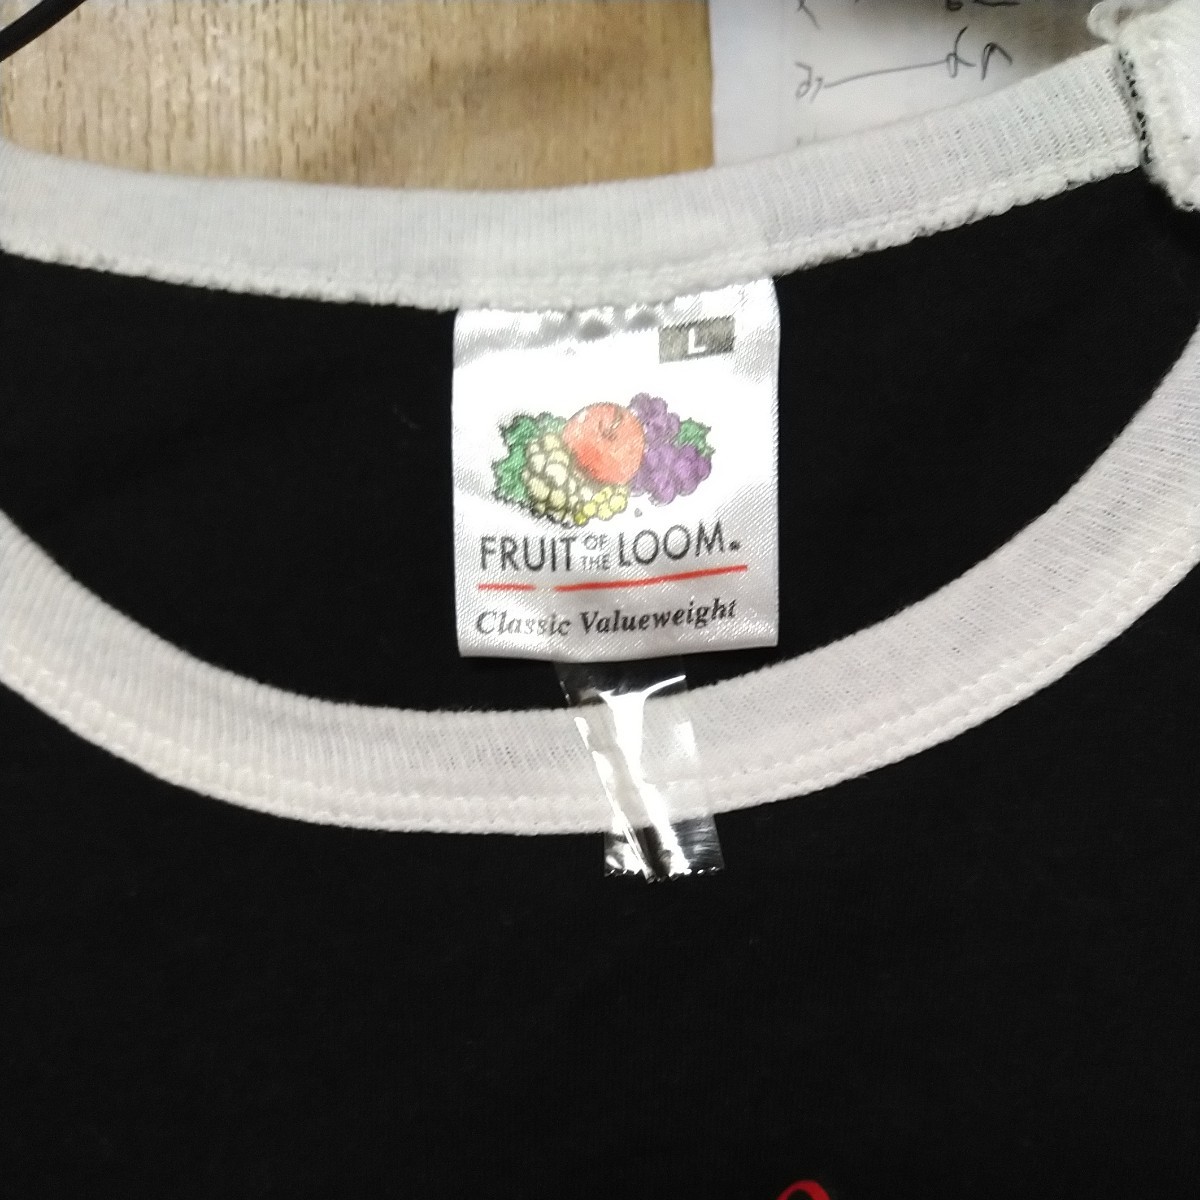 L
FRUIT OF THE LOOM.
Classic Valueweight